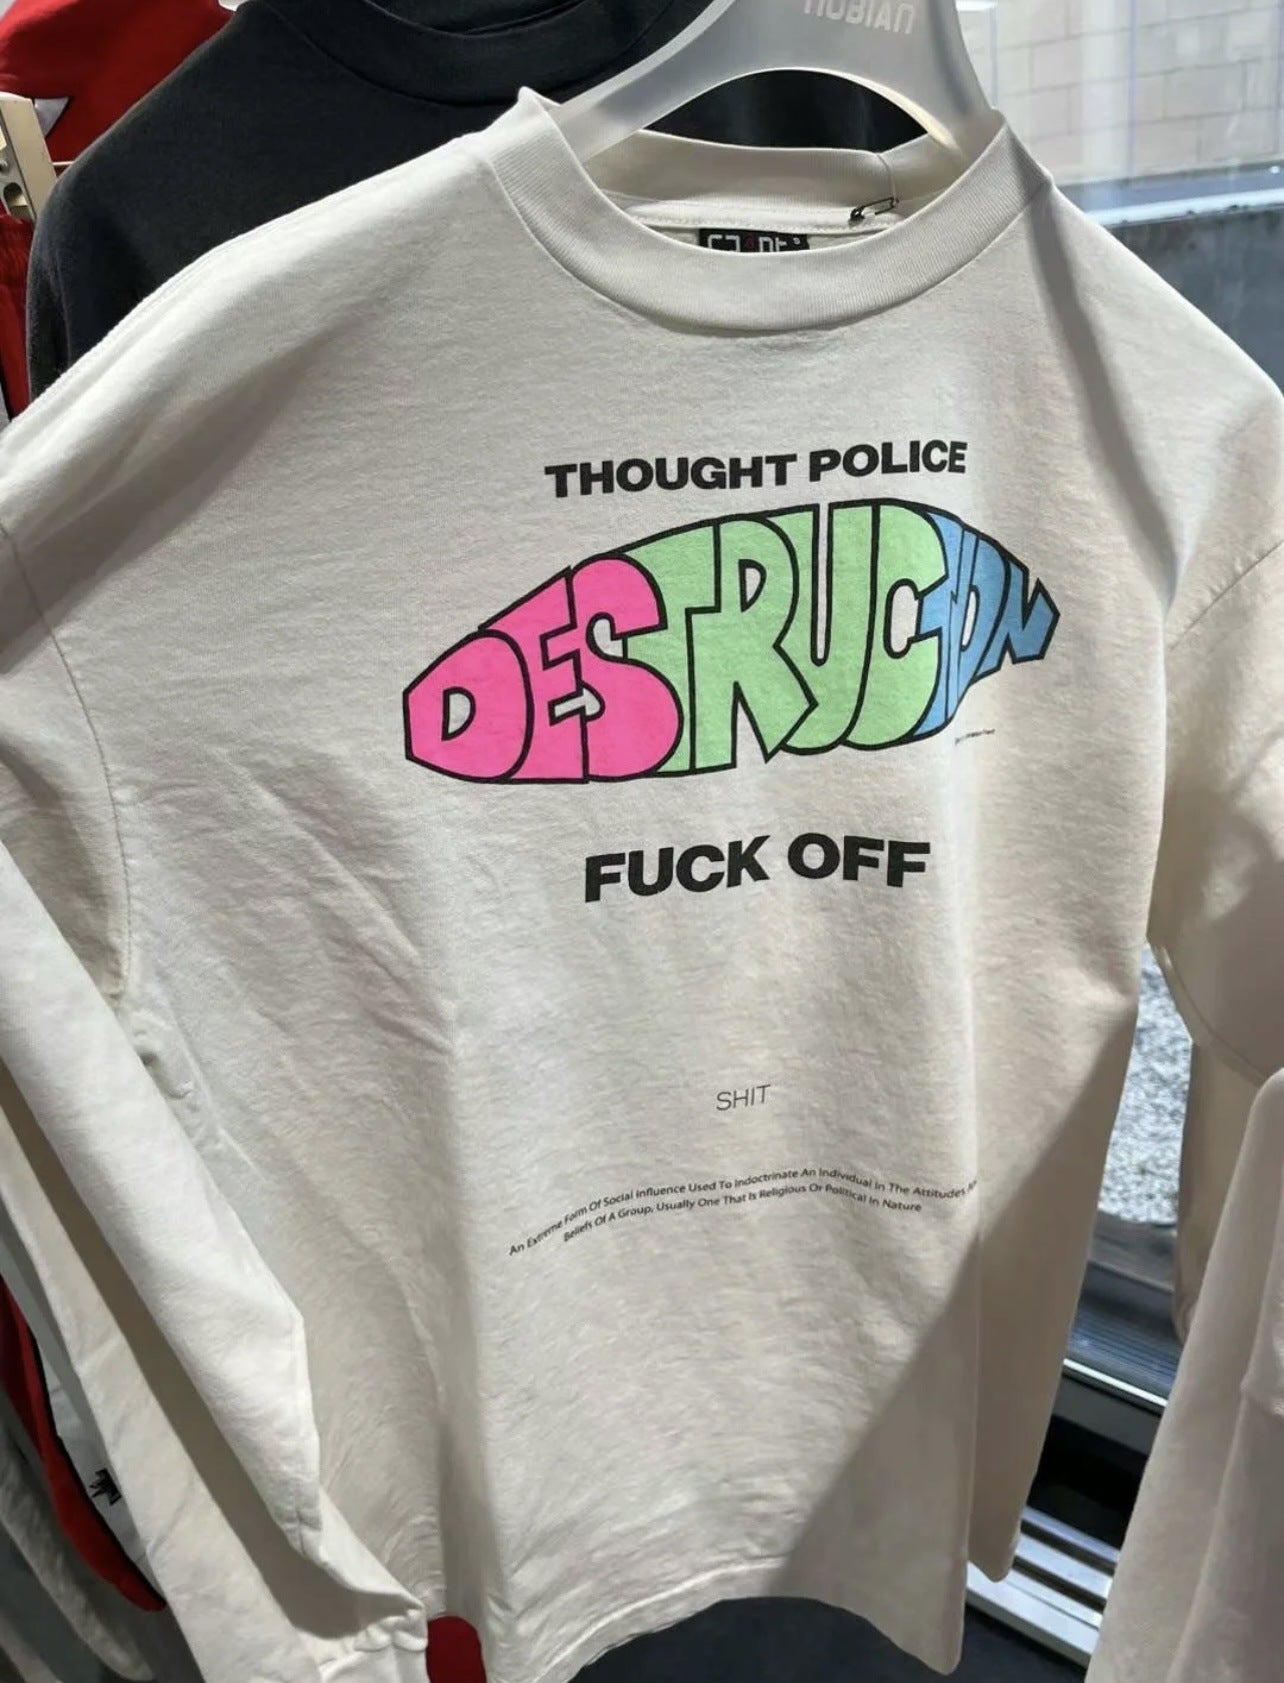 NUBIAN
THOUGHT POLICE
DESTRUCTION
FUCK OFF
SHIT
An Extreme Form Of Social Influence Used To Indoctrinate An Individual In The Attitudes
Beliefs Of A Group, Usually One That Is Religious Or Political In Nature